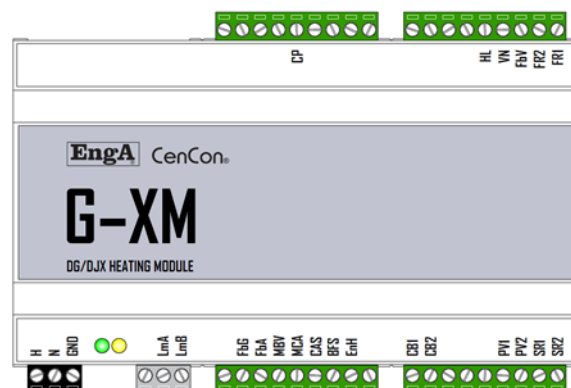 CP HL VN FbV FR2 FR1
EngA CenCon®
G-XM
DG/DJX HEATING MODULE
H N GND LmA LmB FbG FbA MBV MCA CAS BFS EnH CB1 CB2 PV1 PV2 SR1 SR2